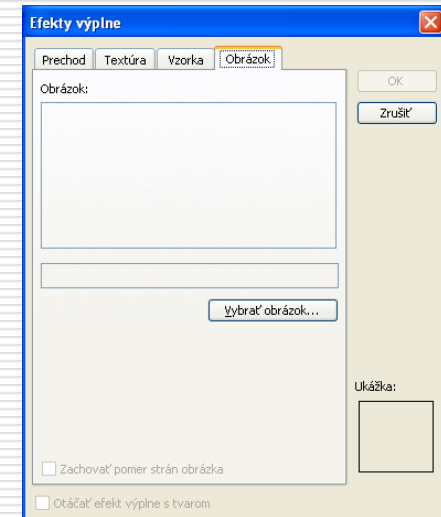 Efekty výplne
Prechod Textúra Vzorka Obrázok
OK
Obrázok:
Zrušiť
Vybrať obrázok...
Ukážka:
Zachovať pomer strán obrázka
Otáčať efekt výplne s tvarom